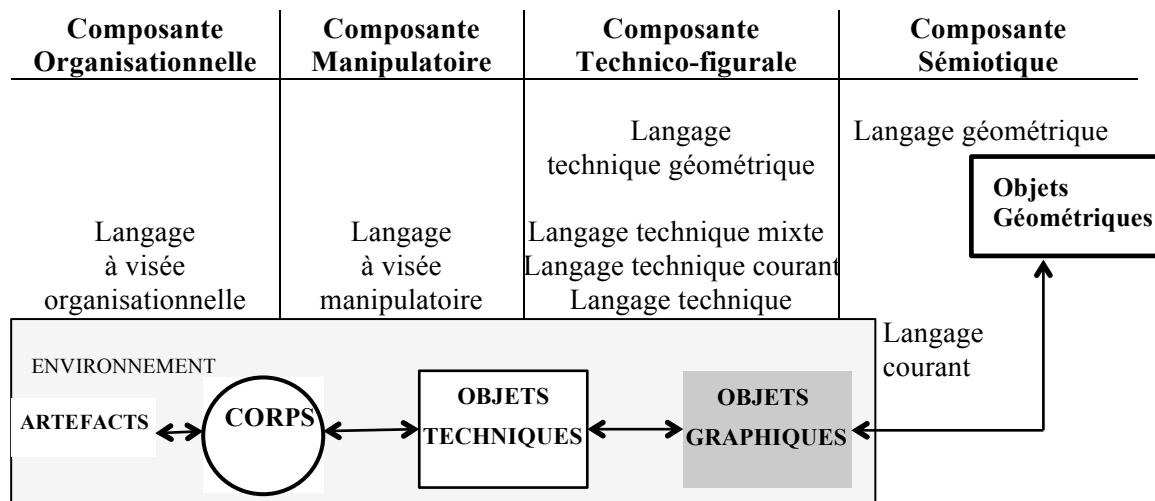 Composante
Organisationnelle
Composante
Manipulatoire
Composante
Technico-figurale
Composante
Sémiotique
Langage
à visée
organisationnelle
Langage
à visée
manipulatoire
Langage
technique géométrique
Langage technique mixte
Langage technique courant
Langage technique
Langage géométrique
Objets
Géométriques
Langage
courant
ENVIRONNEMENT
ARTEFACTS
CORPS
OBJETS
TECHNIQUES
OBJETS
GRAPHIQUES